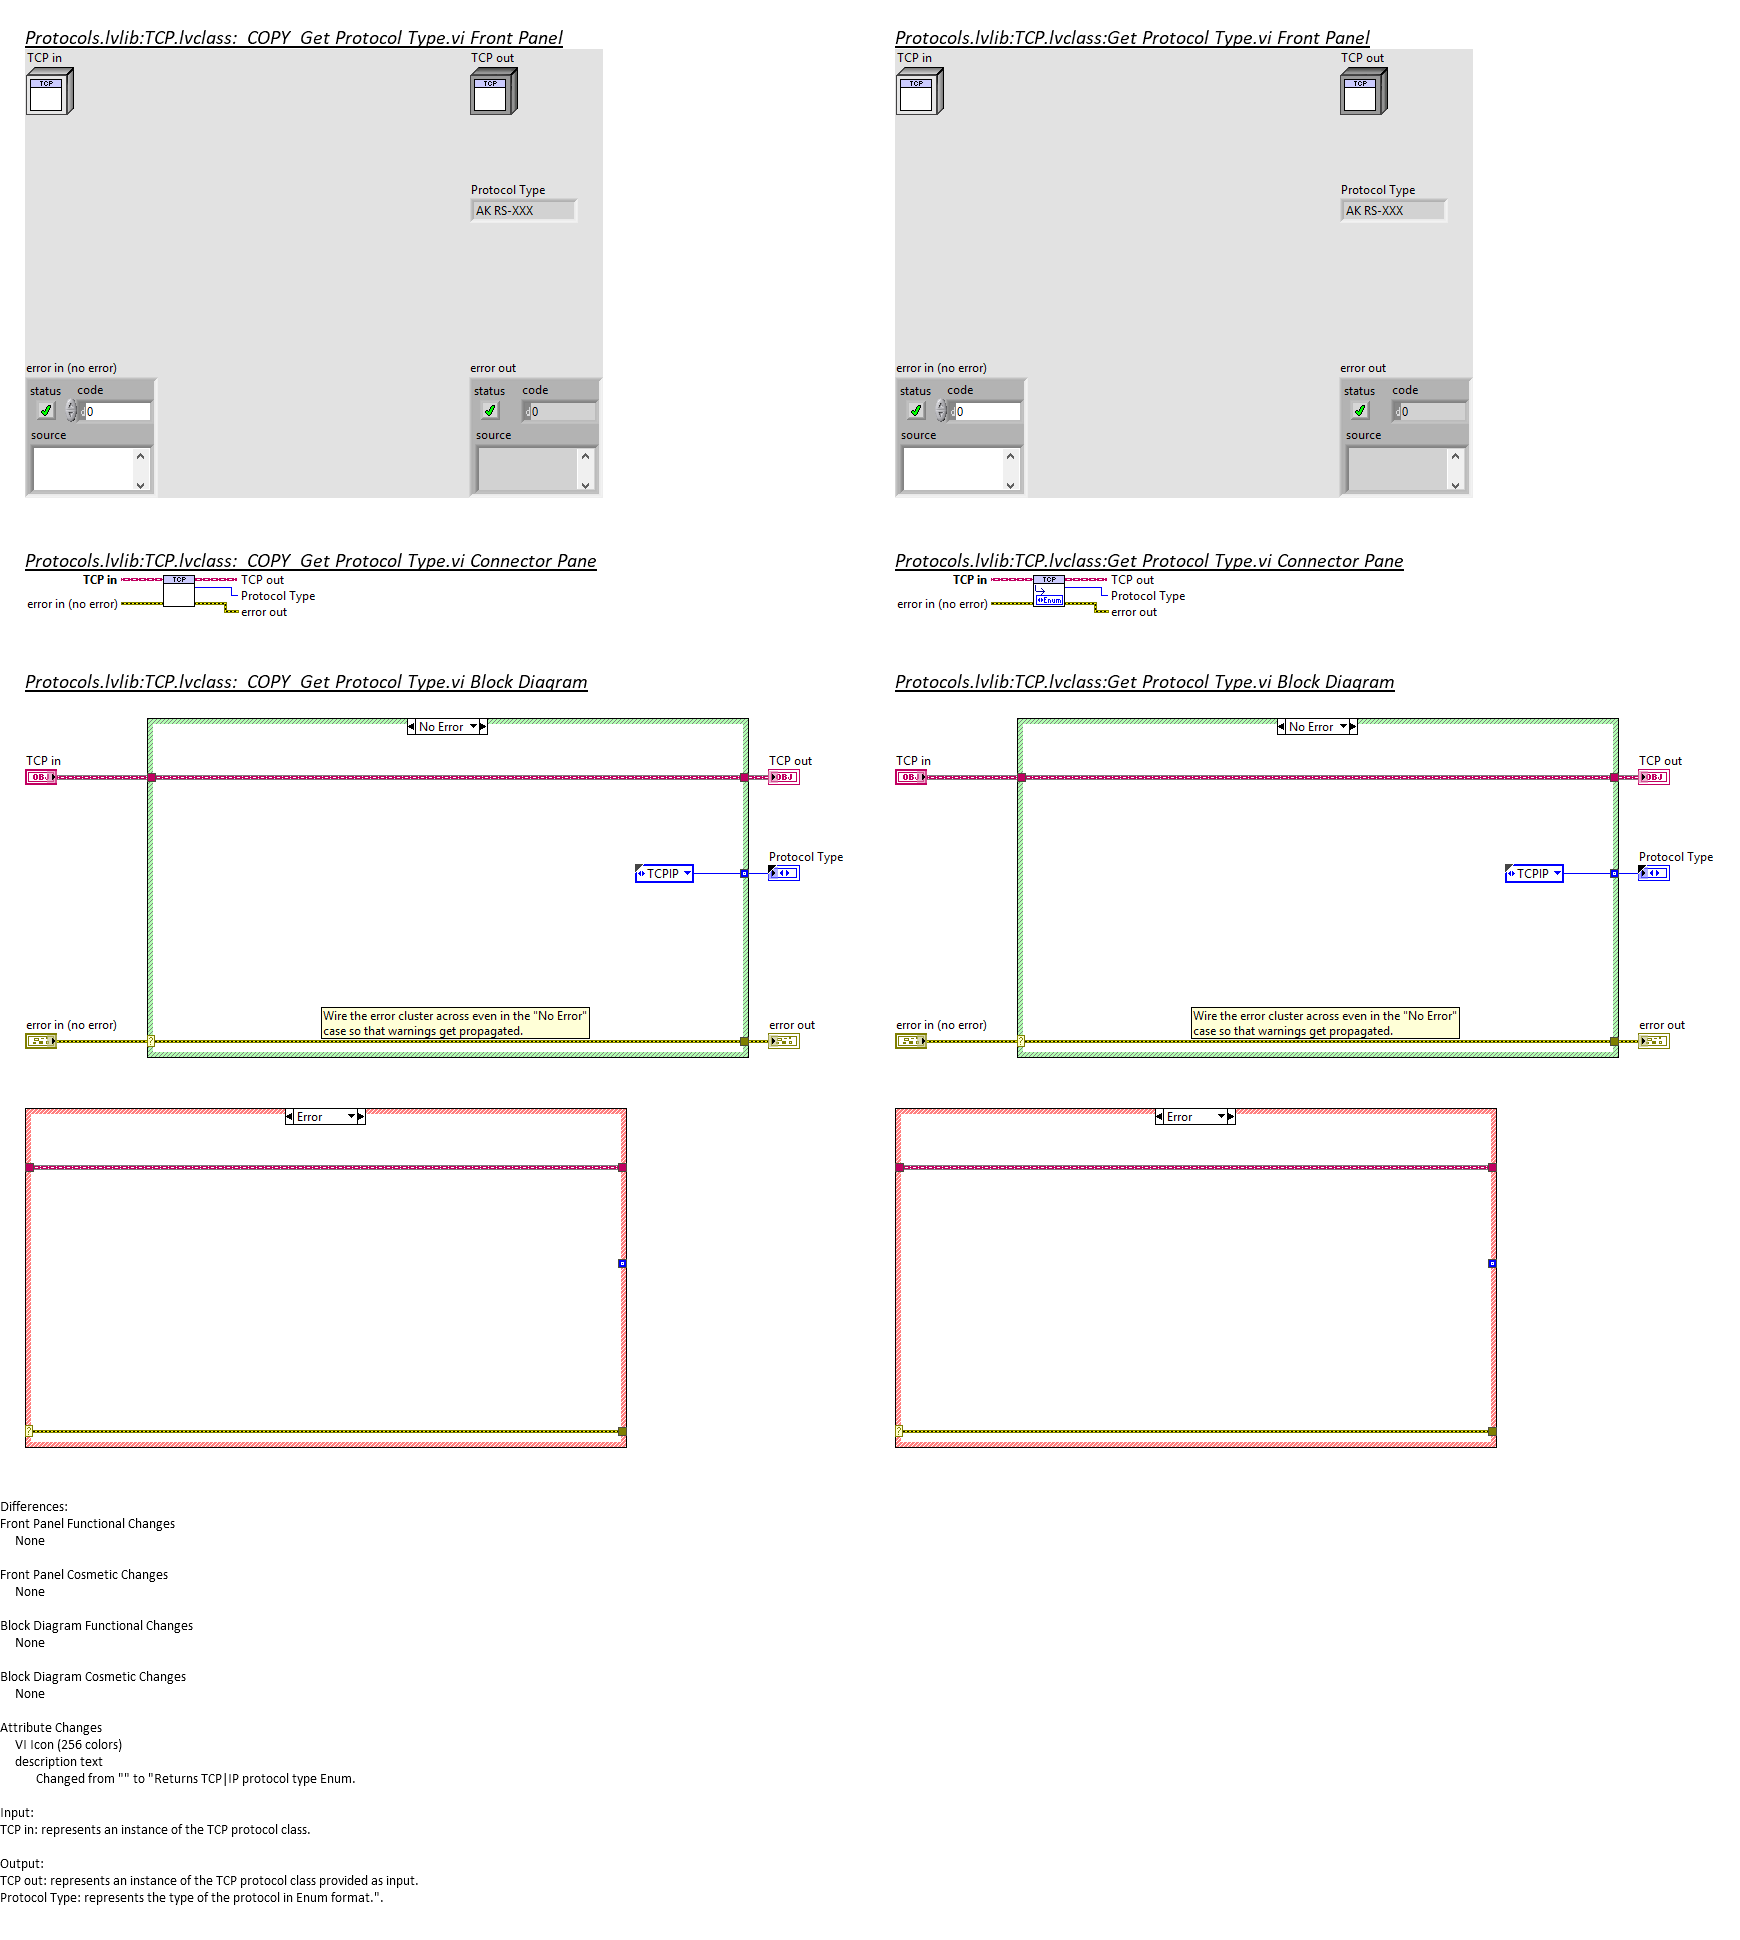 Protocols.lvlib:TCP.lvclass:_COPY_Get Protocol Type.vi Front Panel
TCP in
TCP
TCP out
TCP
Protocol Type
AK RS-XXX
error in (no error)
status code
d 0
source
error out
status code
d 0
source
Protocols.lvlib:TCP.lvclass:Get Protocol Type.vi Front Panel
TCP in
TCP
TCP out
TCP
Protocol Type
AK RS-XXX
error in (no error)
status code
d 0
source
error out
status code
d 0
source
Protocols.lvlib:TCP.lvclass:_COPY_Get Protocol Type.vi Connector Pane
TCP in TCP TCP out
Protocol Type
error in (no error) error out
Protocols.lvlib:TCP.lvclass:Get Protocol Type.vi Connector Pane
TCP in TCP TCP out
Protocol Type
error in (no error) Enum error out
Protocols.lvlib:TCP.lvclass:_COPY_Get Protocol Type.vi Block Diagram
No Error
TCP in
OBJ
TCP out
OBJ
Protocol Type
TCPIP
Wire the error cluster across even in the "No Error"
case so that warnings get propagated.
error in (no error)
?
error out
Error
?
Protocols.lvlib:TCP.lvclass:Get Protocol Type.vi Block Diagram
No Error
TCP in
OBJ
TCP out
OBJ
Protocol Type
TCPIP
Wire the error cluster across even in the "No Error"
case so that warnings get propagated.
error in (no error)
?
error out
Error
?
Differences:
Front Panel Functional Changes
None
Front Panel Cosmetic Changes
None
Block Diagram Functional Changes
None
Block Diagram Cosmetic Changes
None
Attribute Changes
VI Icon (256 colors)
description text
Changed from "" to "Returns TCP|IP protocol type Enum.
Input:
TCP in: represents an instance of the TCP protocol class.
Output:
TCP out: represents an instance of the TCP protocol class provided as input.
Protocol Type: represents the type of the protocol in Enum format.".